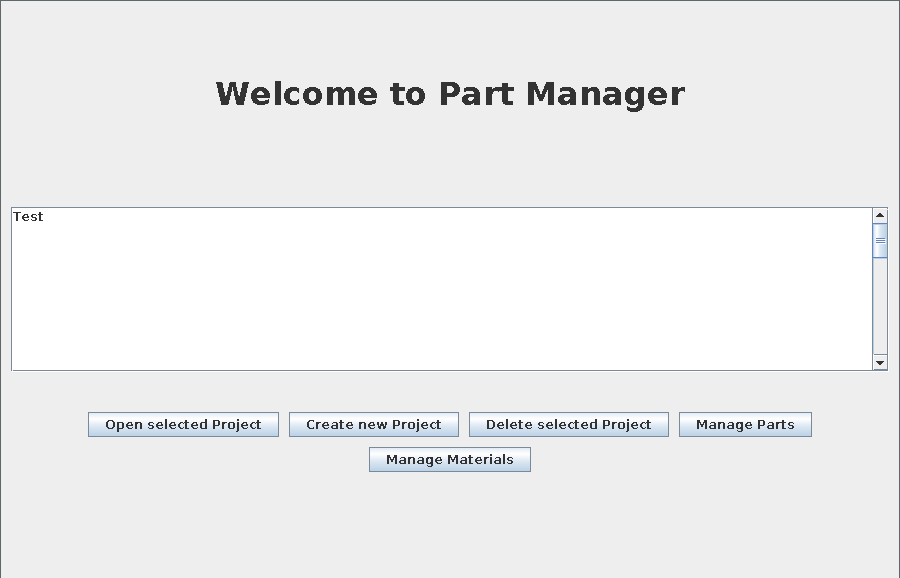 Welcome to Part Manager
Test
Open selected Project
Create new Project
Delete selected Project
Manage Parts
Manage Materials